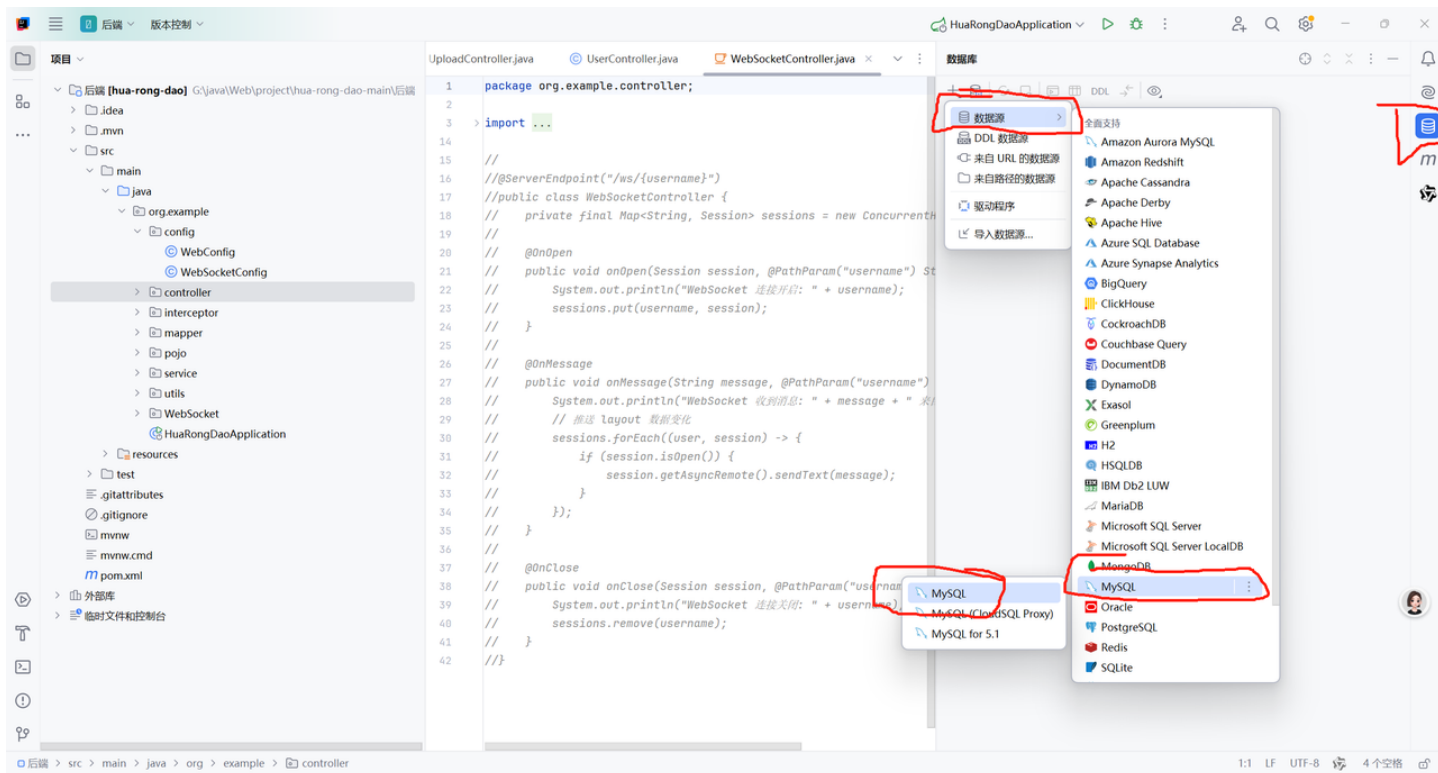 后端
版本控制
HuaRongDaoApplication
项目
后端 [hua-rong-dao] G:\java\Web\project\hua-rong-dao-main\后端
.idea
.mvn
src
main
java
org.example
config
WebConfig
WebSocketConfig
controller
interceptor
mapper
pojo
service
utils
WebSocket
HuaRongDaoApplication
resources
test
.gitattributes
.gitignore
mvnw
mvnw.cmd
pom.xml
外部库
临时文件和控制台
UploadController.java UserController.java WebSocketController.java
1 package org.example.controller;
2
3 import ...
14
15 //
16 //@ServerEndpoint("/ws/{username}")
17 //public class WebSocketController {
18 // private final Map<String, Session> sessions = new ConcurrentH
19 //
20 // @OnOpen
21 // public void onOpen(Session session, @PathParam("username") St
22 // System.out.println("WebSocket 连接开启: " + username);
23 // sessions.put(username, session);
24 // }
25 //
26 // @OnMessage
27 // public void onMessage(String message, @PathParam("username")
28 // System.out.println("WebSocket 收到消息: " + message + " 来
29 // // 推送 layout 数据变化
30 // sessions.forEach((user, session) -> {
31 // if (session.isOpen()) {
32 // session.getAsyncRemote().sendText(message);
33 // }
34 // });
35 // }
36 //
37 // @OnClose
38 // public void onClose(Session session, @PathParam("usernam
39 // System.out.println("WebSocket 连接关闭: " + username)
40 // sessions.remove(username);
41 // }
42 //}
数据库
DDL
数据源
DDL 数据源
来自 URL 的数据源
来自路径的数据源
驱动程序
导入数据源...
全面支持
Amazon Aurora MySQL
Amazon Redshift
Apache Cassandra
Apache Derby
Apache Hive
Azure SQL Database
Azure Synapse Analytics
BigQuery
ClickHouse
CockroachDB
Couchbase Query
DocumentDB
DynamoDB
Exasol
Greenplum
H2
HSQLDB
IBM Db2 LUW
MariaDB
Microsoft SQL Server
Microsoft SQL Server LocalDB
MongoDB
MySQL
Oracle
PostgreSQL
Redis
SQLite
MySQL
MySQL (CloudSQL Proxy)
MySQL for 5.1
m
后端 > src > main > java > org > example > controller
1:1 LF UTF-8 4 个空格